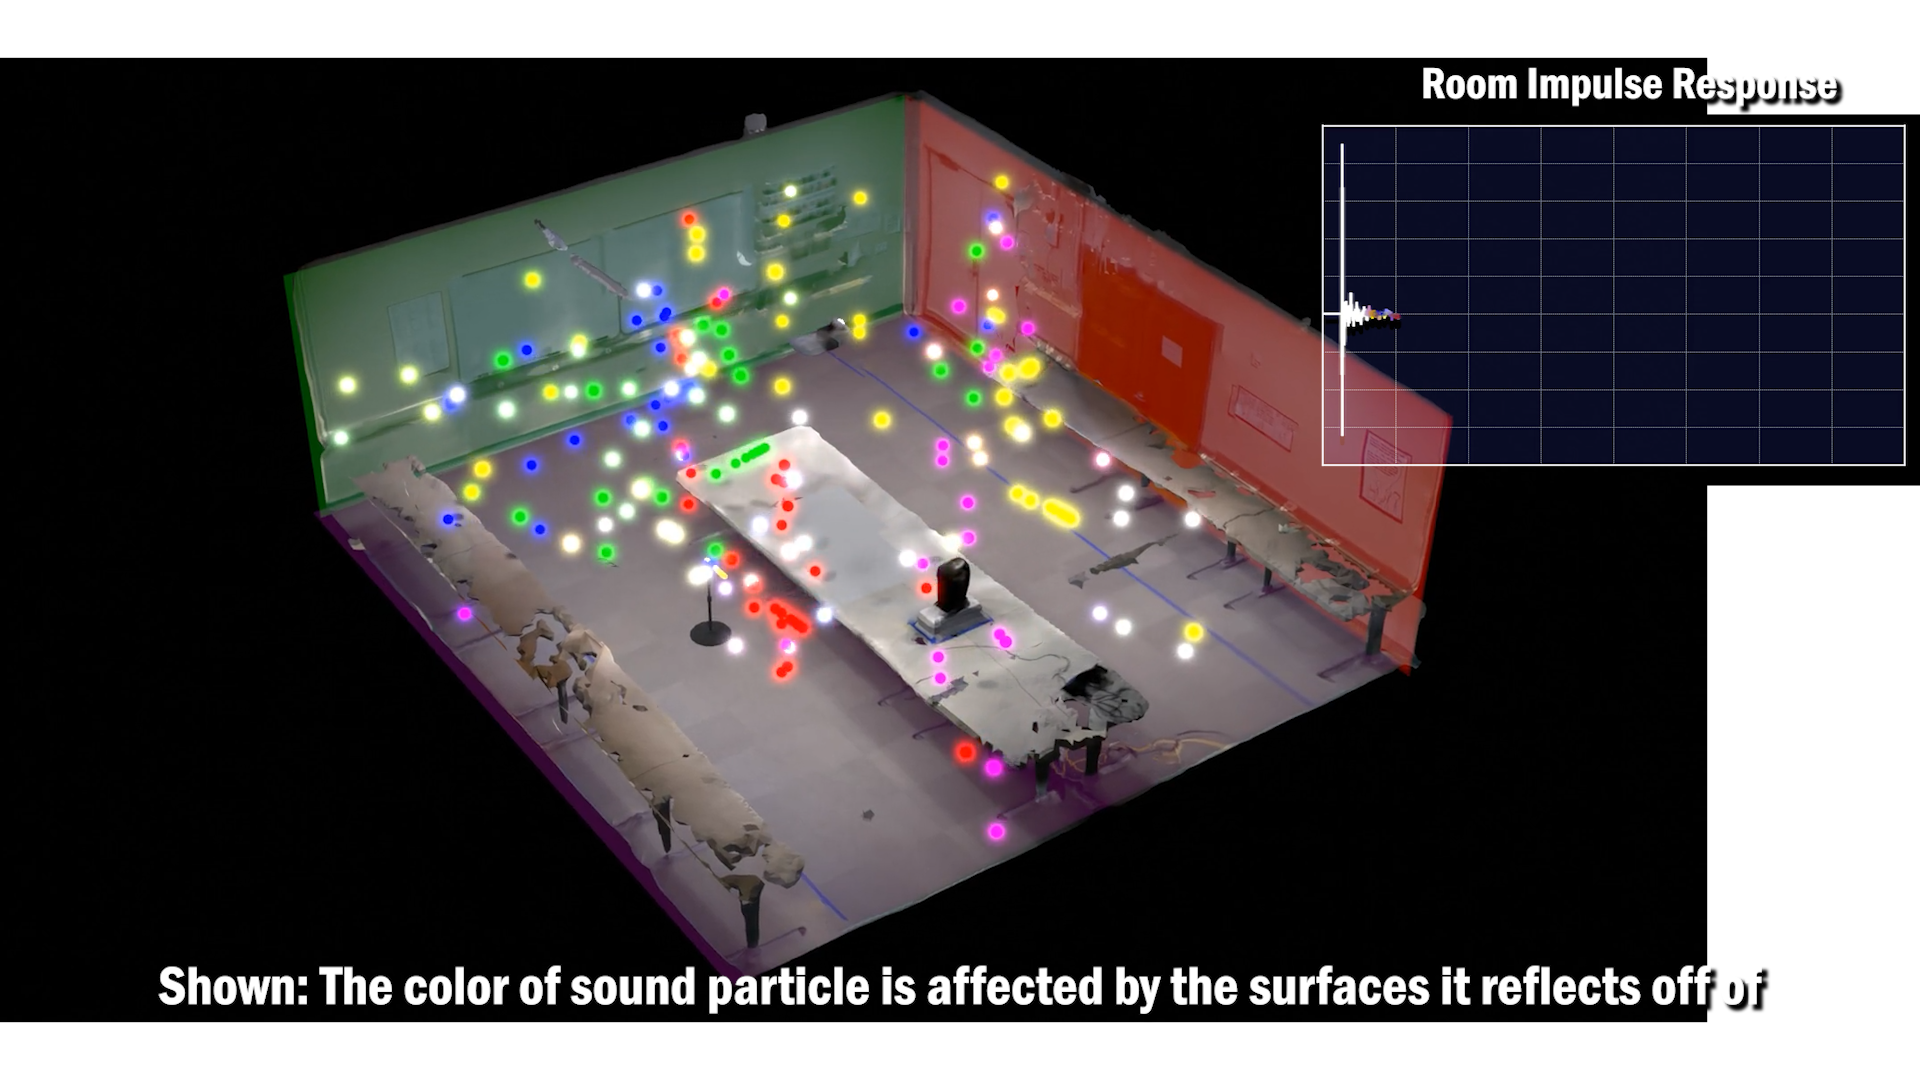 Room Impulse Response
Shown: The color of sound particle is affected by the surfaces it reflects off of